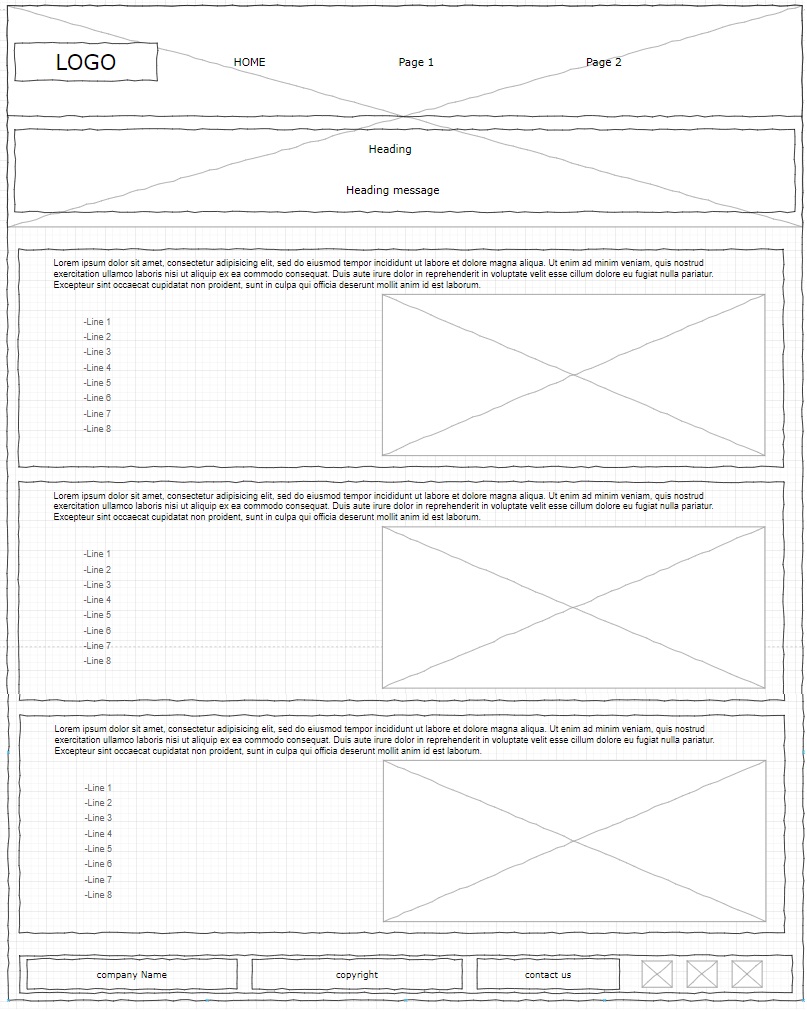 LOGO
HOME
Page 1
Page 2
Heading
Heading message
Lorem ipsum dolor sit amet, consectetur adipisicing elit, sed do eiusmod tempor incididunt ut labore et dolore magna aliqua. Ut enim ad minim veniam, quis nostrud
exercitation ullamco laboris nisi ut aliquip ex ea commodo consequat. Duis aute irure dolor in reprehenderit in voluptate velit esse cillum dolore eu fugiat nulla pariatur.
Excepteur sint occaecat cupidatat non proident, sunt in culpa qui officia deserunt mollit anim id est laborum.
-Line 1
-Line 2
-Line 3
-Line 4
-Line 5
-Line 6
-Line 7
-Line 8
Lorem ipsum dolor sit amet, consectetur adipisicing elit, sed do eiusmod tempor incididunt ut labore et dolore magna aliqua. Ut enim ad minim veniam, quis nostrud
exercitation ullamco laboris nisi ut aliquip ex ea commodo consequat. Duis aute irure dolor in reprehenderit in voluptate velit esse cillum dolore eu fugiat nulla pariatur.
Excepteur sint occaecat cupidatat non proident, sunt in culpa qui officia deserunt mollit anim id est laborum.
-Line 1
-Line 2
-Line 3
-Line 4
-Line 5
-Line 6
-Line 7
-Line 8
Lorem ipsum dolor sit amet, consectetur adipisicing elit, sed do eiusmod tempor incididunt ut labore et dolore magna aliqua. Ut enim ad minim veniam, quis nostrud
exercitation ullamco laboris nisi ut aliquip ex ea commodo consequat. Duis aute irure dolor in reprehenderit in voluptate velit esse cillum dolore eu fugiat nulla pariatur.
Excepteur sint occaecat cupidatat non proident, sunt in culpa qui officia deserunt mollit anim id est laborum.
-Line 1
-Line 2
-Line 3
-Line 4
-Line 5
-Line 6
-Line 7
-Line 8
company Name
copyright
contact us